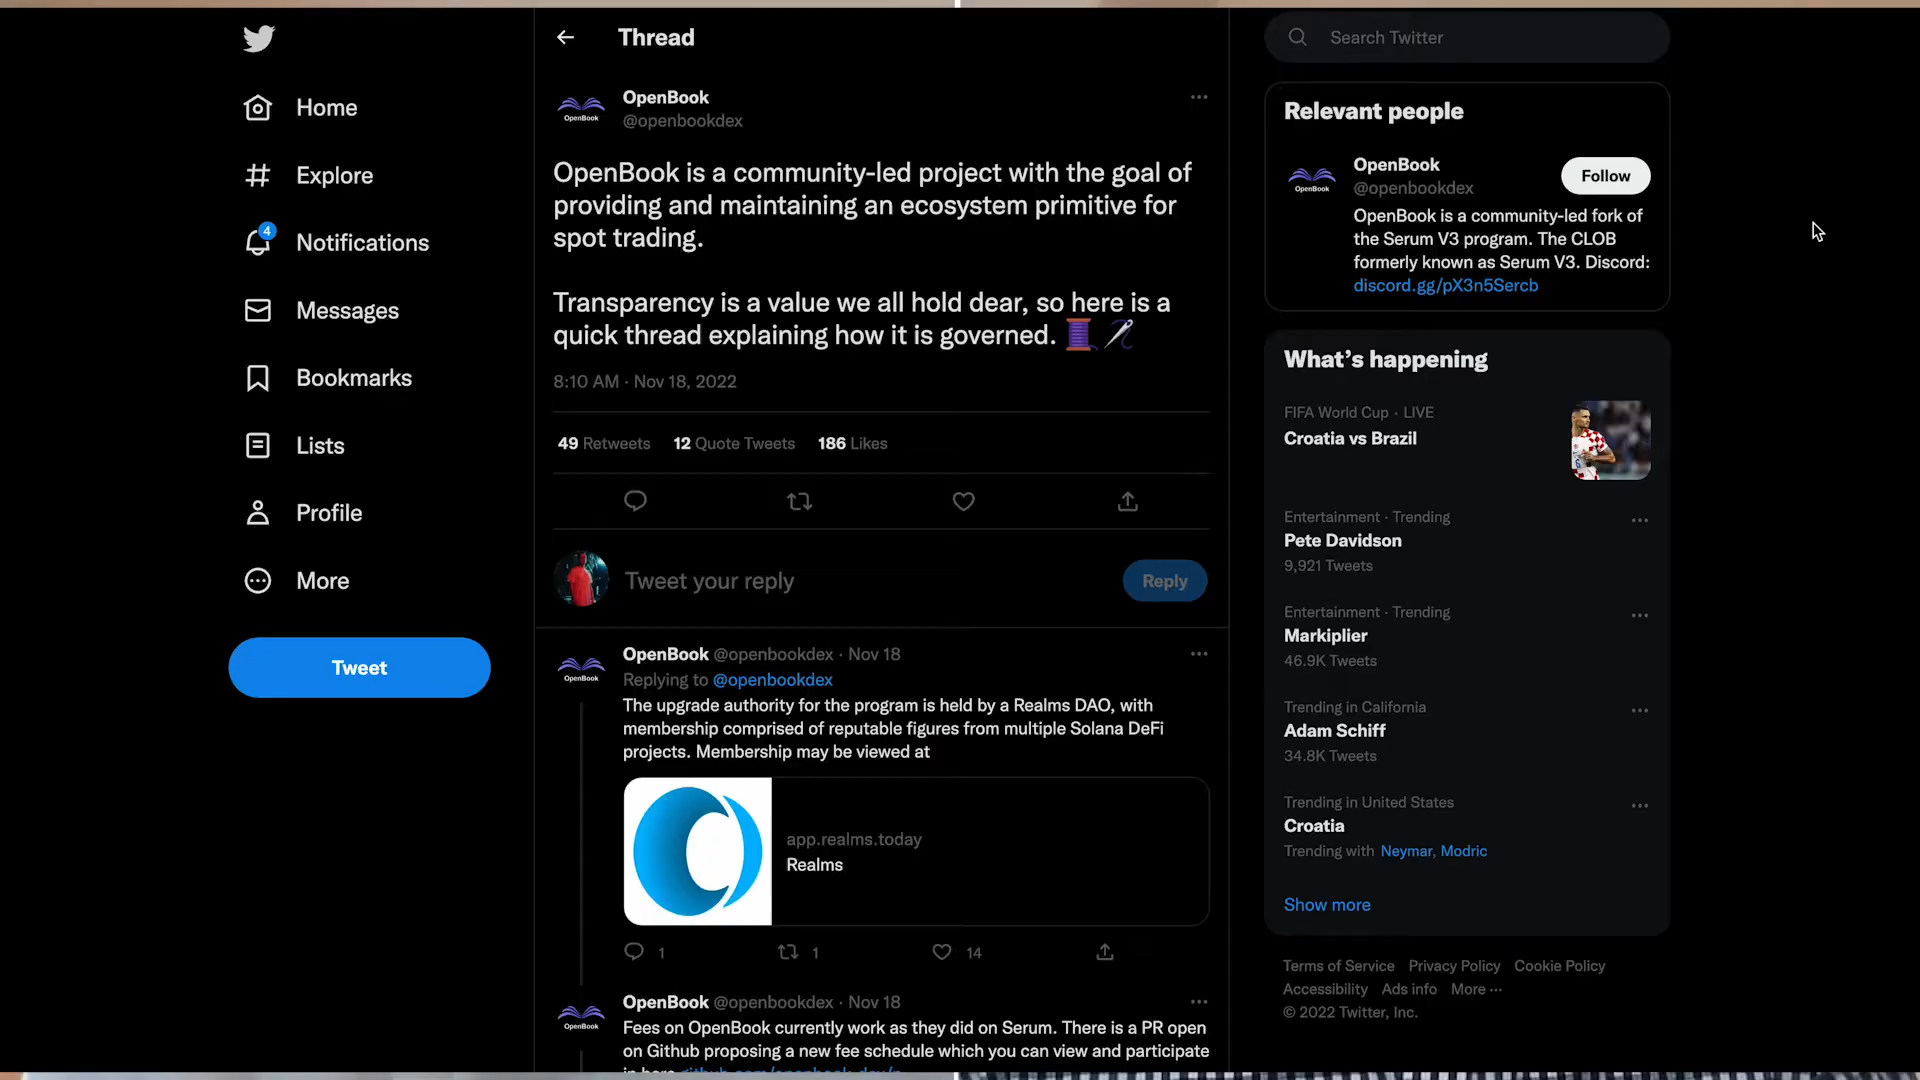 Home
Explore
4
Notifications
Messages
Bookmarks
Lists
Profile
More
Tweet
Thread
OpenBook
OpenBook
@openbookdex
OpenBook is a community-led project with the goal of
providing and maintaining an ecosystem primitive for
spot trading.
Transparency is a value we all hold dear, so here is a
quick thread explaining how it is governed.
8:10 AM · Nov 18, 2022
49 Retweets 12 Quote Tweets 186 Likes
Tweet your reply
Reply
OpenBook
OpenBook @openbookdex · Nov 18
Replying to @openbookdex
The upgrade authority for the program is held by a Realms DAO, with
membership comprised of reputable figures from multiple Solana DeFi
projects. Membership may be viewed at
app.realms.today
Realms
1 1 14
OpenBook
OpenBook @openbookdex · Nov 18
Fees on OpenBook currently work as they did on Serum. There is a PR open
on Github proposing a new fee schedule which you can view and participate
Search Twitter
Relevant people
OpenBook
OpenBook
@openbookdex
Follow
OpenBook is a community-led fork of
the Serum V3 program. The CLOB
formerly known as Serum V3. Discord:
discord.gg/pX3n5Sercb
What's happening
FIFA World Cup · LIVE
Croatia vs Brazil
Entertainment · Trending
Pete Davidson
9,921 Tweets
Entertainment · Trending
Markiplier
46.9K Tweets
Trending in California
Adam Schiff
34.8K Tweets
Trending in United States
Croatia
Trending with Neymar, Modric
Show more
Terms of Service Privacy Policy Cookie Policy
Accessibility Ads info More ···
© 2022 Twitter, Inc.